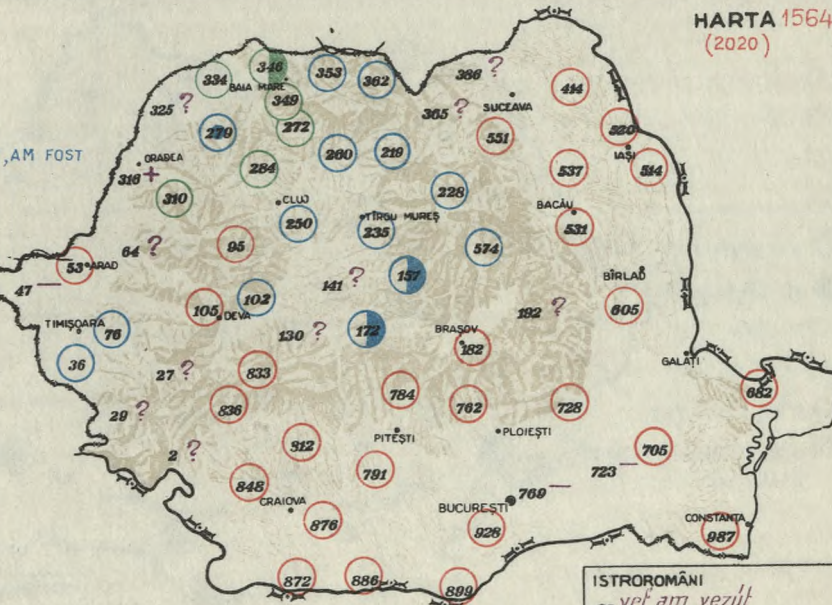 HARTA 1564
(2020)
346
353
334
BAIA MARE
362
386 ?
325 ?
349
365 ?
SUCEAVA
414
279
272
551
520
,AM FOST
ORADEA
260
219
IAȘI
316 +
284
537
514
310
228
CLUJ
BACĂU
250
TÎRGU MUREȘ
235
531
64 ?
95
574
53 ARAD
157
BÎRLAD
47 —
141 ?
102
105
DEVA
192 ?
605
TIMIȘOARA
76
130 ?
172
BRAȘOV
182
36
GALAȚI
27 ?
833
784
682
29 ?
836
762
728
PITEȘTI
PLOIEȘTI
812
705
2 ?
791
723 —
848
769 —
CRAIOVA
BUCUREȘTI
876
928
CONSTANȚA
987
872
886
899
ISTROROMÂNI